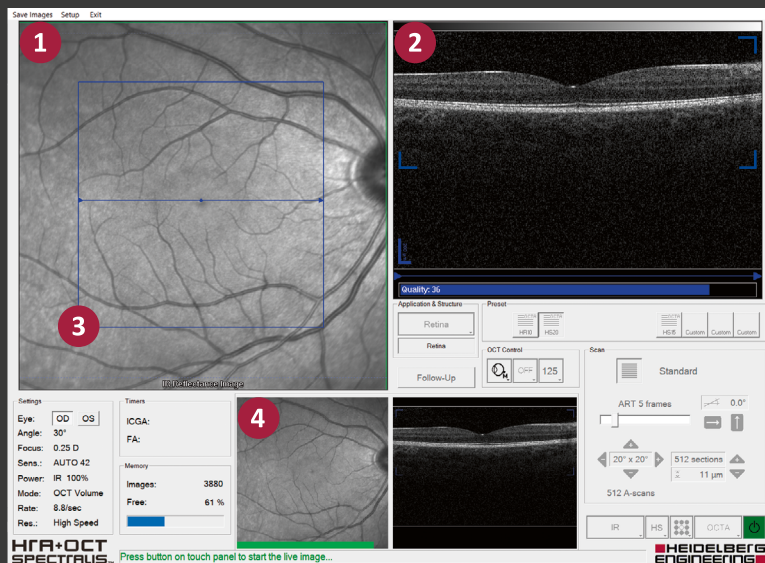 Save Images Setup Exit
1
2
3
4
IR Reflectance Image
Quality: 36
Application & Structure
Retina
Retina
Follow-Up
Preset
OCTA
HR10
OCTA
HS20
OCTA
HS15
Custom
Custom
Custom
OCT Control
M
OFF
125
Scan
Standard
ART 5 frames
0.0°
20° x 20°
512 sections
11 µm
512 A-scans
IR
HS
OCTA
Settings
Eye: OD OS
Angle: 30°
Focus: 0.25 D
Sens.: AUTO 42
Power: IR 100%
Mode: OCT Volume
Rate: 8.8/sec
Res.: High Speed
Timers
ICGA:
FA:
Memory
Images: 3880
Free: 61 %
HRA+OCT
SPECTRALIS
Press button on touch panel to start the live image...
HEIDELBERG
ENGINEERING